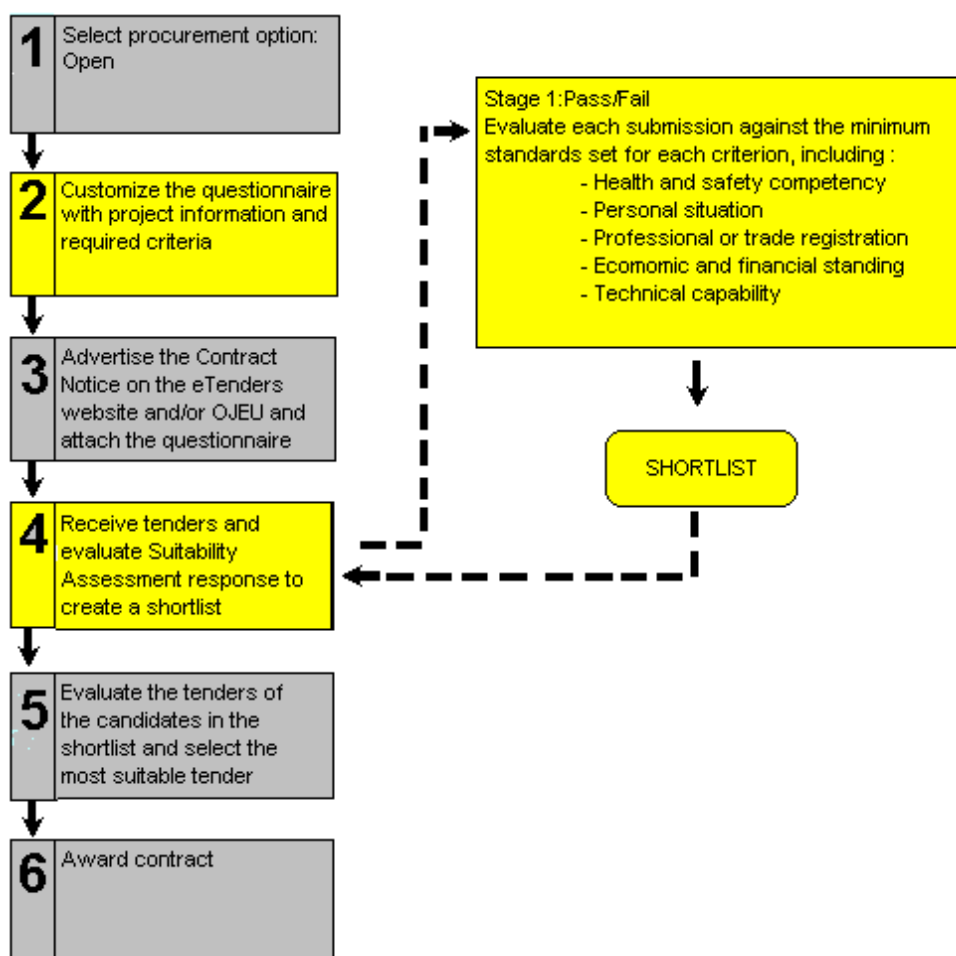 1
Select procurement option:
Open
2
Customize the questionnaire
with project information and
required criteria
3
Advertise the Contract
Notice on the eTenders
website and/or OJEU and
attach the questionnaire
4
Receive tenders and
evaluate Suitability
Assessment response to
create a shortlist
5
Evaluate the tenders of
the candidates in the
shortlist and select the
most suitable tender
6
Award contract
Stage 1:Pass/Fail
Evaluate each submission against the minimum
standards set for each criterion, including :
- Health and safety competency
- Personal situation
- Professional or trade registration
- Ecomomic and financial standing
- Technical capability
SHORTLIST